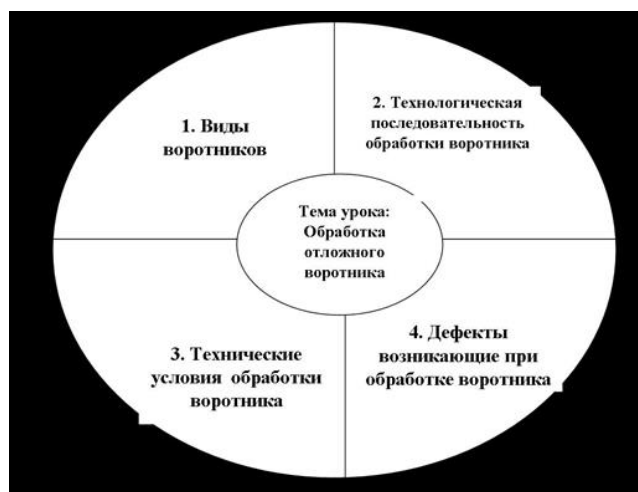 1. Виды
воротников
2. Технологическая
последовательность
обработки воротника
Тема урока:
Обработка
отложного
воротника
3. Технические
условия обработки
воротника
4. Дефекты
возникающие при
обработке воротника